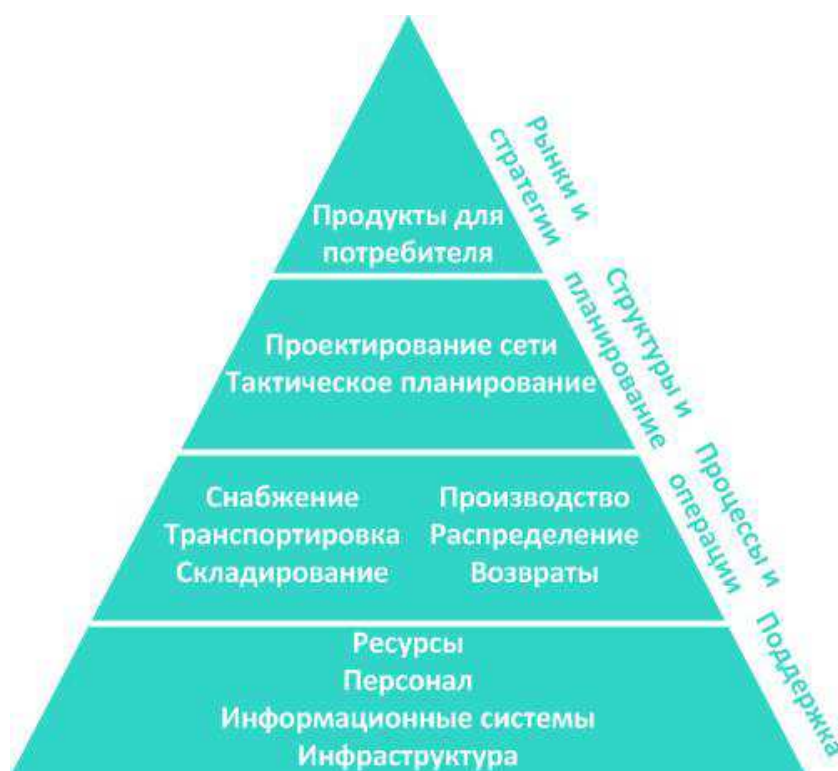 Продукты для
потребителя
Проектирование сети
Тактическое планирование
Снабжение
Транспортировка
Складирование
Производство
Распределение
Возвраты
Ресурсы
Персонал
Информационные системы
Инфраструктура
Рынки и
стратегии
Структуры и
планирование
Процессы и
операции
Поддержка